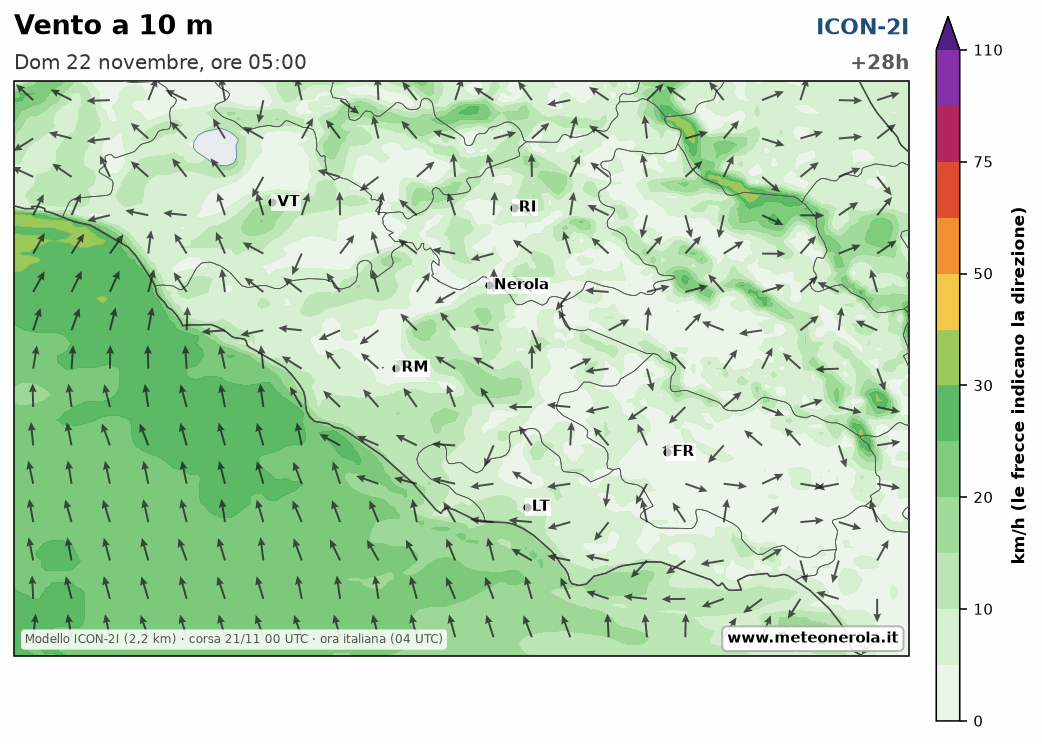 Vento a 10 m
ICON-2I
Dom 22 novembre, ore 05:00
+28h
110
75
50
30
20
10
0
km/h (le frecce indicano la direzione)
VT
RI
Nerola
RM
FR
LT
Modello ICON-2I (2,2 km) · corsa 21/11 00 UTC · ora italiana (04 UTC)
www.meteonerola.it